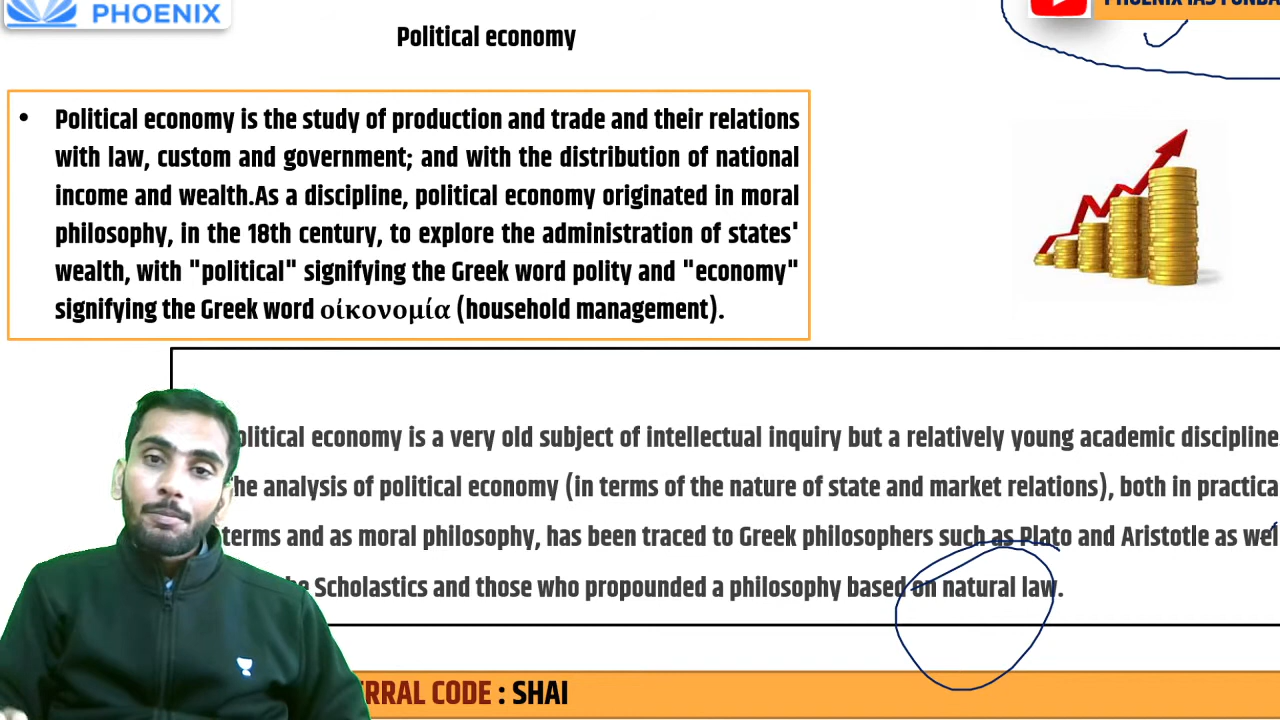 PHOENIX
Political economy
• Political economy is the study of production and trade and their relations
with law, custom and government; and with the distribution of national
income and wealth.As a discipline, political economy originated in moral
philosophy, in the 18th century, to explore the administration of states'
wealth, with "political" signifying the Greek word polity and "economy"
signifying the Greek word οἰκονομία (household management).
olitical economy is a very old subject of intellectual inquiry but a relatively young academic discipline
he analysis of political economy (in terms of the nature of state and market relations), both in practica
terms and as moral philosophy, has been traced to Greek philosophers such as Plato and Aristotle as wel
Scholastics and those who propounded a philosophy based on natural law.
RRAL CODE : SHAI